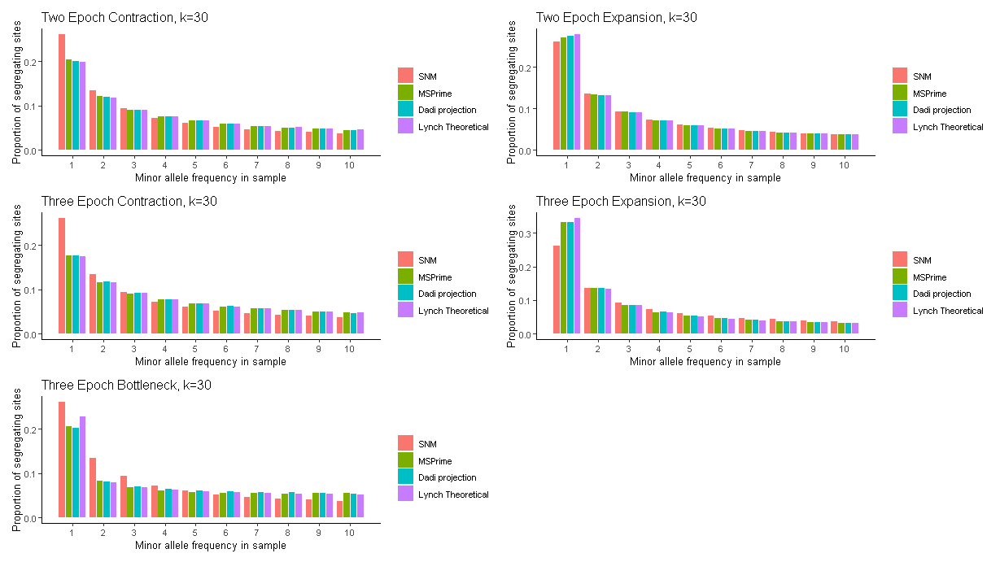 Two Epoch Contraction, k=30
Proportion of segregating sites
0.2
0.1
0.0
1 2 3 4 5 6 7 8 9 10
Minor allele frequency in sample
SNM
MSPrime
Dadi projection
Lynch Theoretical
Two Epoch Expansion, k=30
Proportion of segregating sites
0.2
0.1
0.0
1 2 3 4 5 6 7 8 9 10
Minor allele frequency in sample
SNM
MSPrime
Dadi projection
Lynch Theoretical
Three Epoch Contraction, k=30
Proportion of segregating sites
0.2
0.1
0.0
1 2 3 4 5 6 7 8 9 10
Minor allele frequency in sample
SNM
MSPrime
Dadi projection
Lynch Theoretical
Three Epoch Expansion, k=30
Proportion of segregating sites
0.3
0.2
0.1
0.0
1 2 3 4 5 6 7 8 9 10
Minor allele frequency in sample
SNM
MSPrime
Dadi projection
Lynch Theoretical
Three Epoch Bottleneck, k=30
Proportion of segregating sites
0.2
0.1
0.0
1 2 3 4 5 6 7 8 9 10
Minor allele frequency in sample
SNM
MSPrime
Dadi projection
Lynch Theoretical